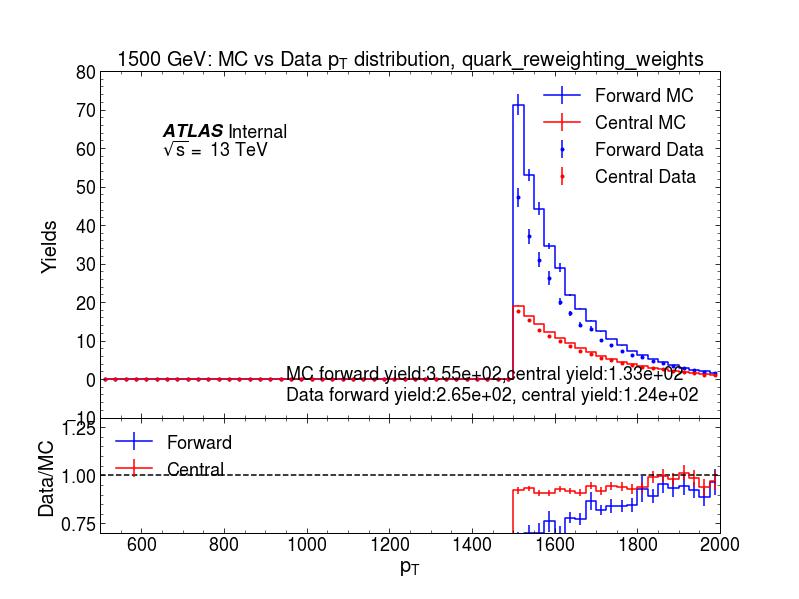 1500 GeV: MC vs Data pT distribution, quark_reweighting_weights
80
70
60
50
40
30
20
10
0
−10
Yields
ATLAS Internal
√s = 13 TeV
Forward MC
Central MC
Forward Data
Central Data
MC forward yield:3.55e+02,central yield:1.33e+02
Data forward yield:2.65e+02, central yield:1.24e+02
1.25
1.00
0.75
Data/MC
Forward
Central
600 800 1000 1200 1400 1600 1800 2000
pT